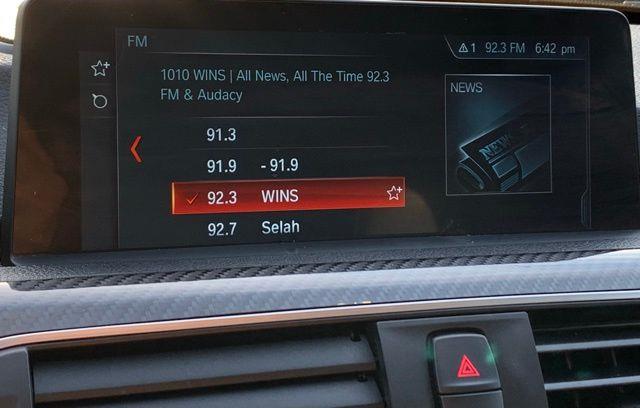 FM
1 92.3 FM 6:42 pm
1010 WINS | All News, All The Time 92.3
FM & Audacy
NEWS
NEWS
91.3
91.9 - 91.9
92.3 WINS
92.7 Selah